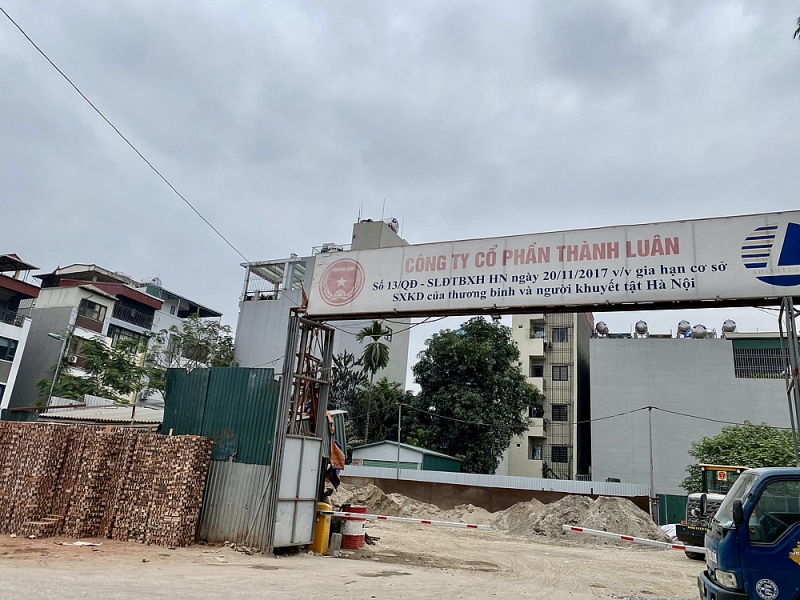 CÔNG TY CỔ PHẦN THÀNH LUÂN
Số 13/QĐ - SLĐTBXH HN ngày 20/11/2017 v/v gia hạn cơ sở
SXKD của thương binh và người khuyết tật Hà Nội